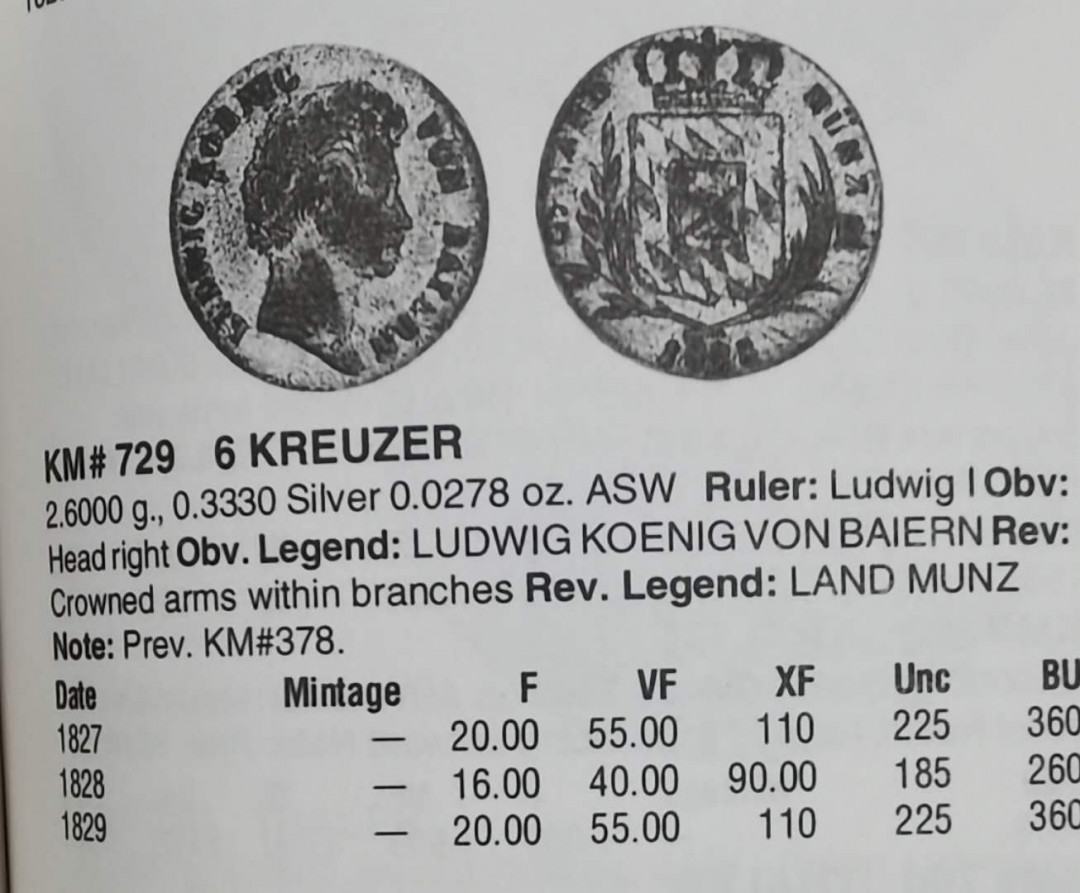 KM# 729 6 KREUZER
2.6000 g., 0.3330 Silver 0.0278 oz. ASW Ruler: Ludwig I Obv:
Head right Obv. Legend: LUDWIG KOENIG VON BAIERN Rev:
Crowned arms within branches Rev. Legend: LAND MUNZ
Note: Prev. KM#378.
Date Mintage F VF XF Unc BU
1827 — 20.00 55.00 110 225 360
1828 — 16.00 40.00 90.00 185 260
1829 — 20.00 55.00 110 225 360